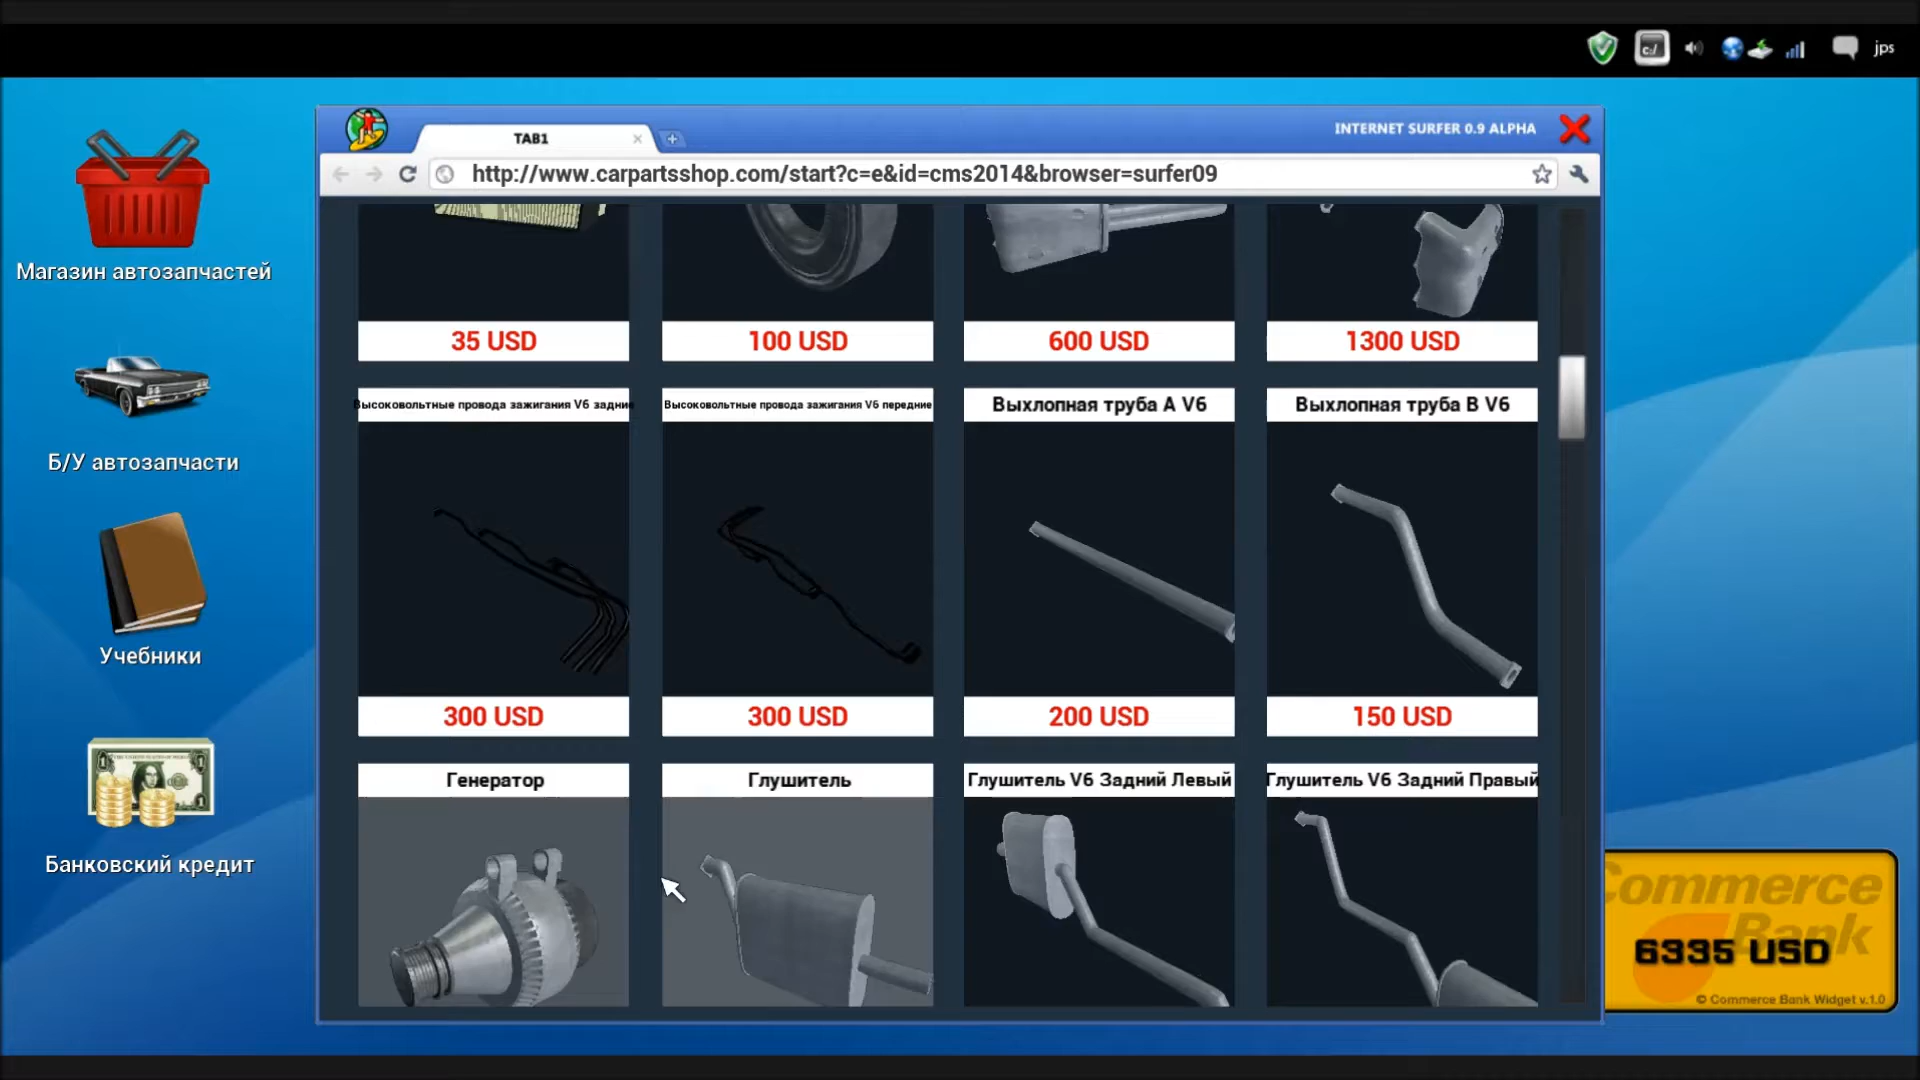 jps
TAB1
INTERNET SURFER 0.9 ALPHA
http://www.carpartsshop.com/start?c=e&id=cms2014&browser=surfer09
Магазин автозапчастей
Б/У автозапчасти
Учебники
Банковский кредит
35 USD
100 USD
600 USD
1300 USD
Высоковольтные провода зажигания V6 задние
Высоковольтные провода зажигания V6 передние
Выхлопная труба A V6
Выхлопная труба B V6
300 USD
300 USD
200 USD
150 USD
Генератор
Глушитель
Глушитель V6 Задний Левый
Глушитель V6 Задний Правый
Commerce
Bank
6335 USD
© Commerce Bank Widget v.1.0